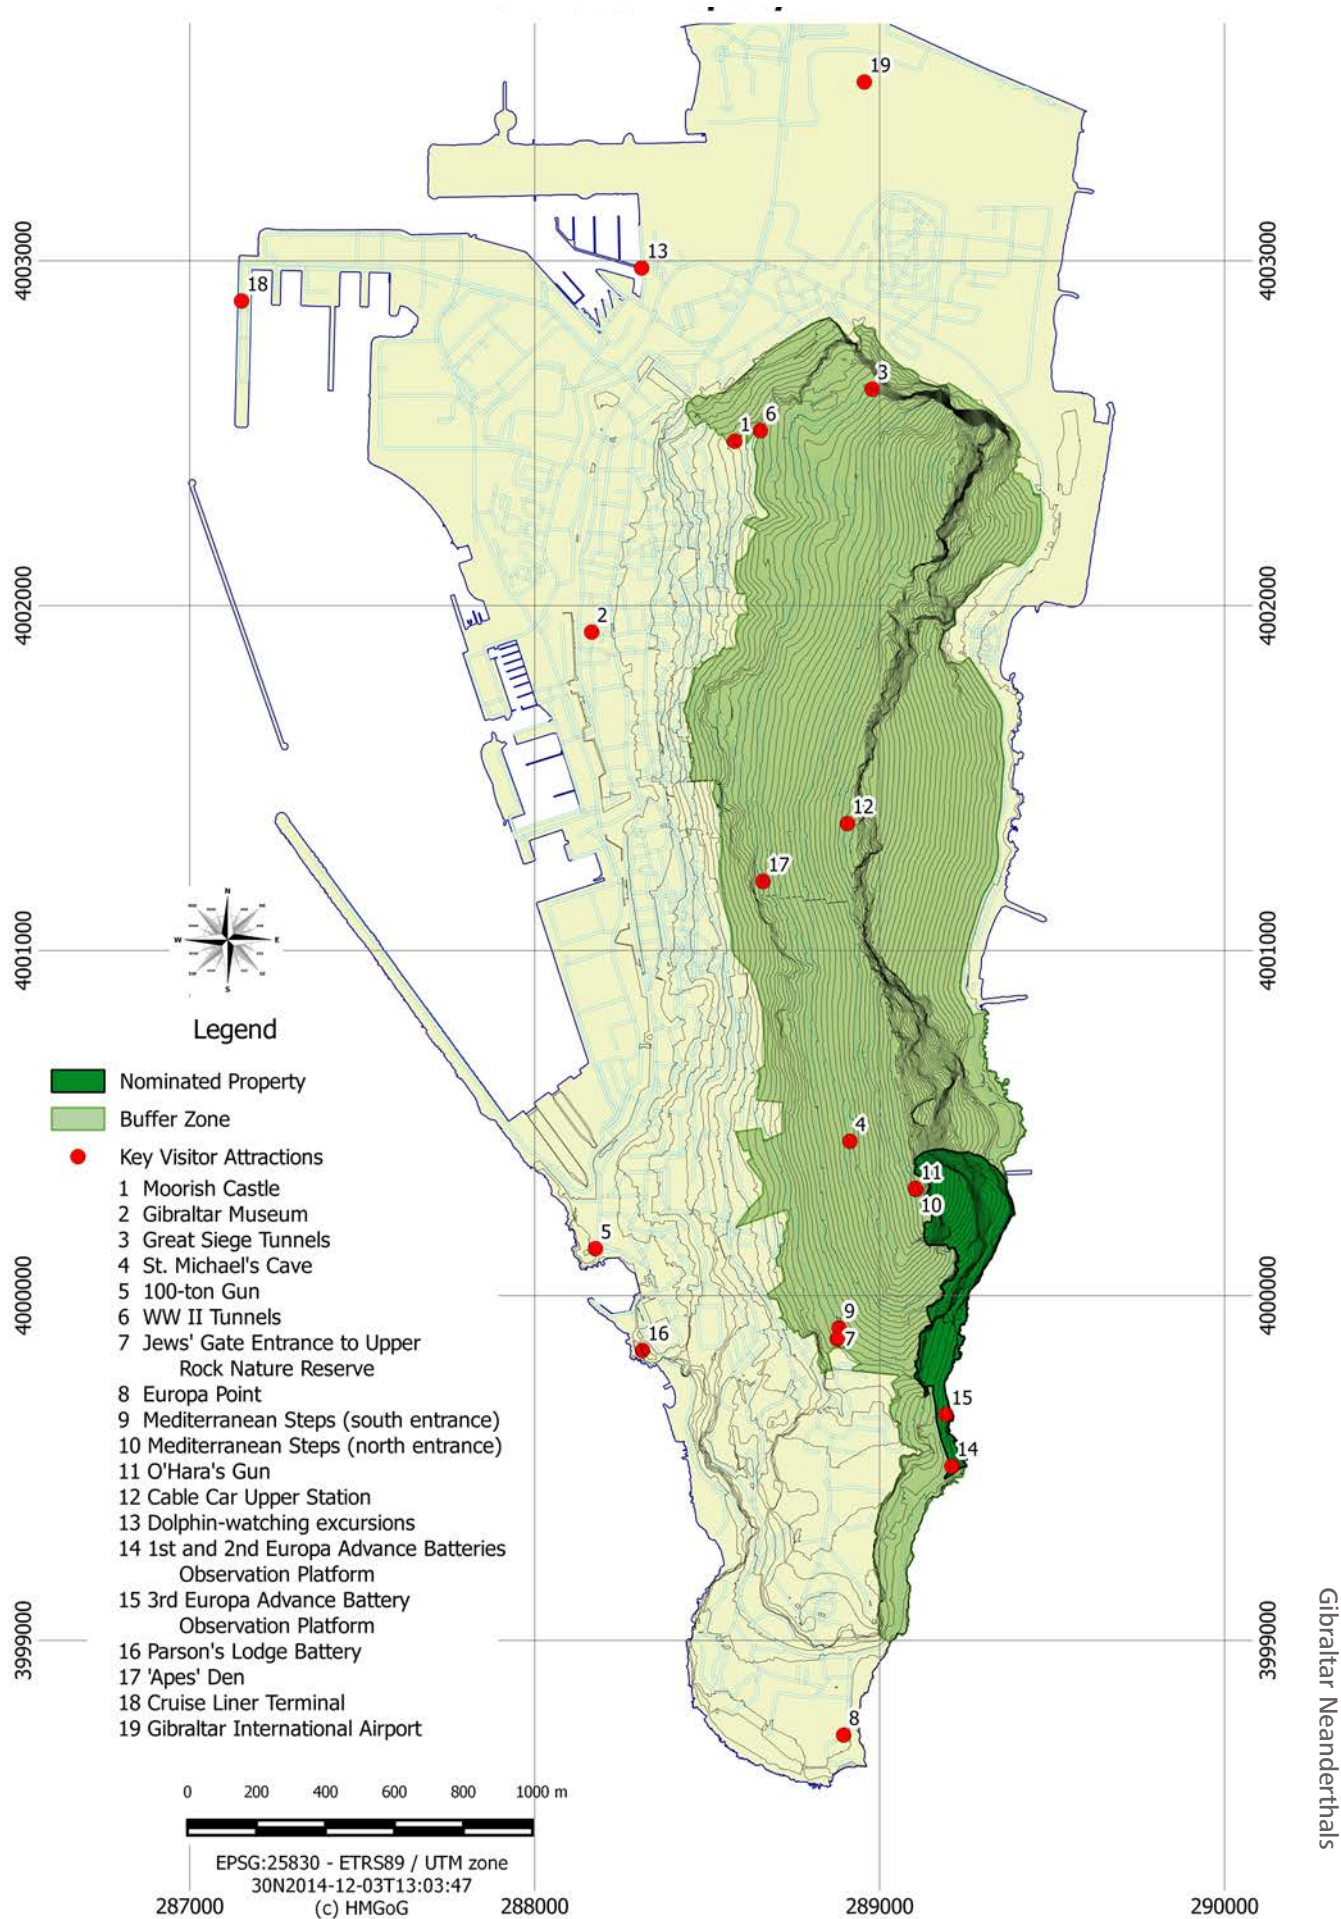 19
18
13
3
1
6
2
12
17
4
11
10
5
9
7
16
15
14
8
4003000
4002000
4001000
4000000
3999000
4003000
4002000
4001000
4000000
3999000
N
W
E
S
Legend
Nominated Property
Buffer Zone
Key Visitor Attractions
1 Moorish Castle
2 Gibraltar Museum
3 Great Siege Tunnels
4 St. Michael's Cave
5 100-ton Gun
6 WW II Tunnels
7 Jews' Gate Entrance to Upper
Rock Nature Reserve
8 Europa Point
9 Mediterranean Steps (south entrance)
10 Mediterranean Steps (north entrance)
11 O'Hara's Gun
12 Cable Car Upper Station
13 Dolphin-watching excursions
14 1st and 2nd Europa Advance Batteries
Observation Platform
15 3rd Europa Advance Battery
Observation Platform
16 Parson's Lodge Battery
17 'Apes' Den
18 Cruise Liner Terminal
19 Gibraltar International Airport
0 200 400 600 800 1000 m
EPSG:25830 - ETRS89 / UTM zone
30N2014-12-03T13:03:47
(c) HMGoG
287000 288000 289000 290000
Gibraltar Neanderthals